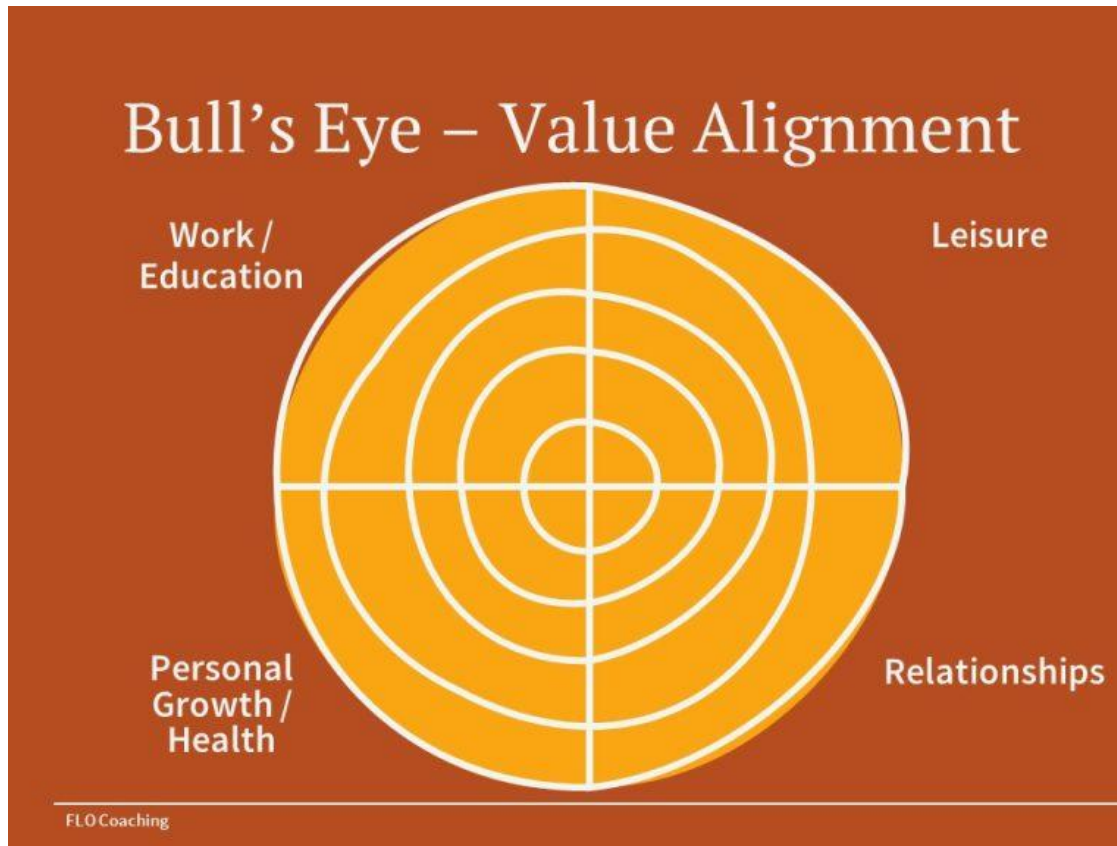 Bull’s Eye – Value Alignment
Work /
Education
Leisure
Personal
Growth /
Health
Relationships
FLO Coaching